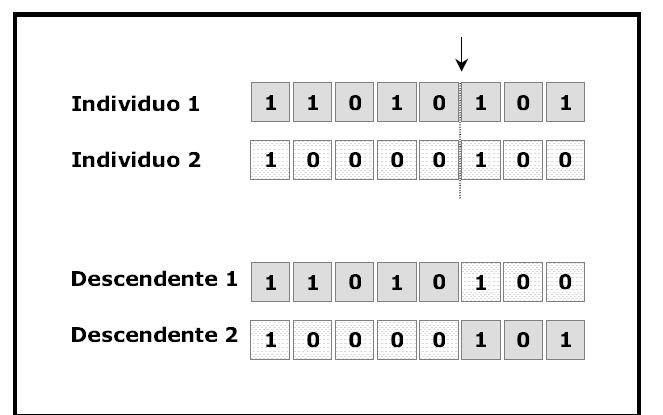 Individuo 1 1 1 0 1 0 1 0 1
Individuo 2 1 0 0 0 0 1 0 0
Descendente 1 1 1 0 1 0 1 0 0
Descendente 2 1 0 0 0 0 1 0 1